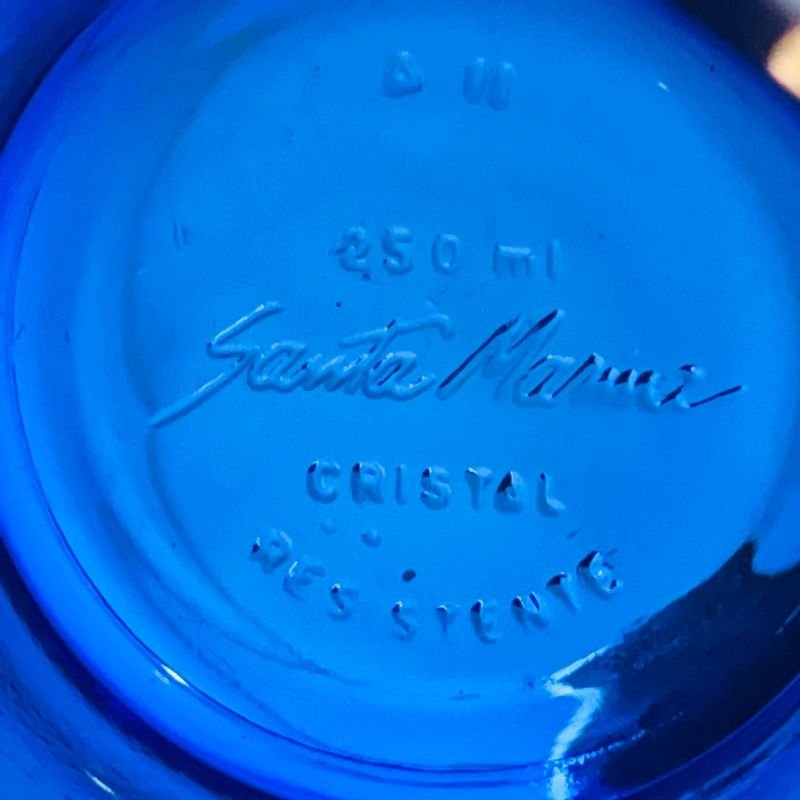 250 ml
Santa Marina
CRISTAL
RESISTENTE